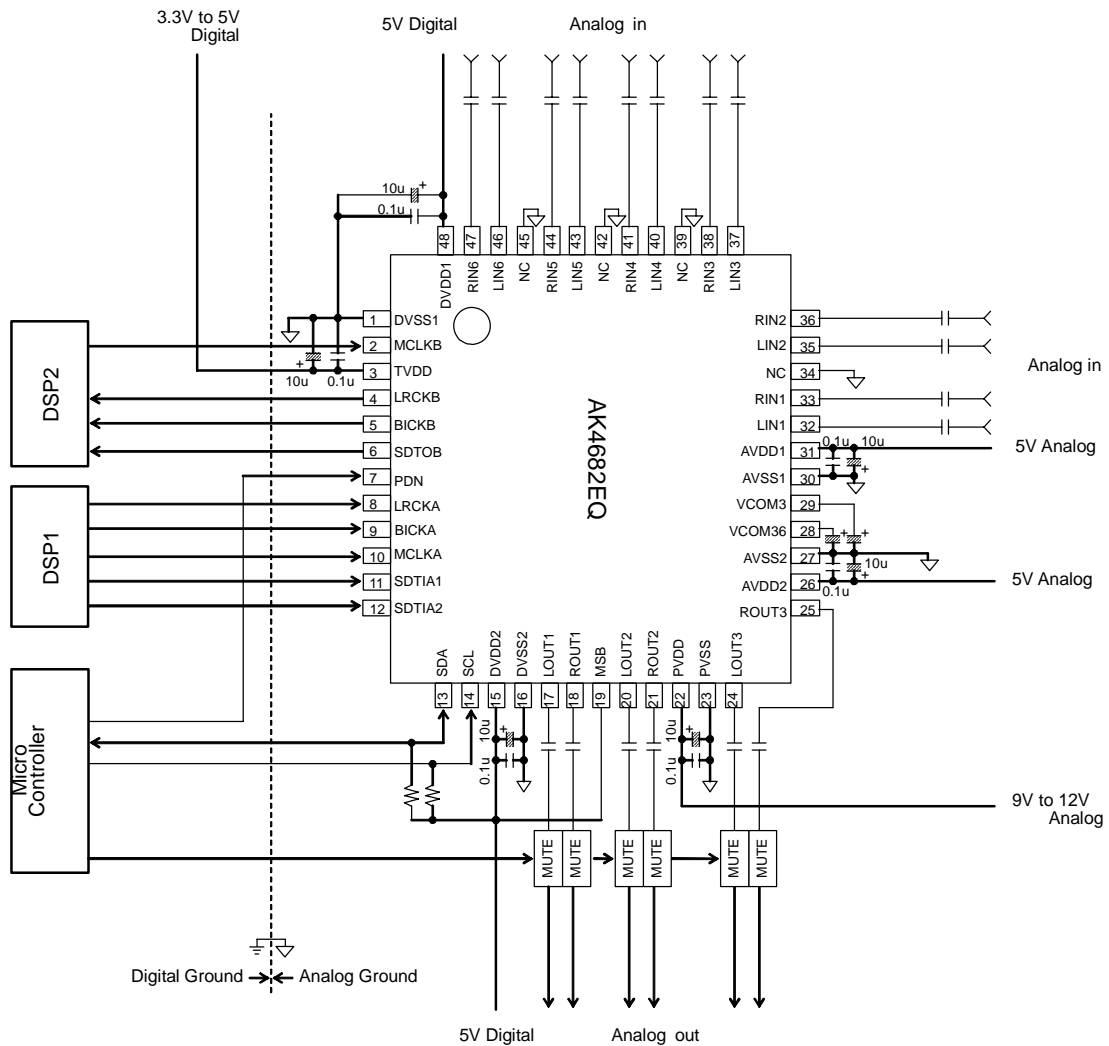 3.3V to 5V
Digital
5V Digital
Analog in
10u
+
0.1u
48
47
46
45
44
43
42
41
40
39
38
37
DVDD1
RIN6
LIN6
NC
RIN5
LIN5
NC
RIN4
LIN4
NC
RIN3
LIN3
DSP2
DSP1
Micro
Controller
1 DVSS1
2 MCLKB
3 TVDD
4 LRCKB
5 BICKB
6 SDTOB
7 PDN
8 LRCKA
9 BICKA
10 MCLKA
11 SDTIA1
12 SDTIA2
+
10u
0.1u
AK4682EQ
RIN2 36
LIN2 35
NC 34
RIN1 33
LIN1 32
AVDD1 31
AVSS1 30
VCOM3 29
VCOM36 28
AVSS2 27
AVDD2 26
ROUT3 25
Analog in
0.1u
10u
+
5V Analog
+
+
10u
+
0.1u
5V Analog
SDA
SCL
DVDD2
DVSS2
LOUT1
ROUT1
MSB
LOUT2
ROUT2
PVDD
PVSS
LOUT3
13
14
15
16
17
18
19
20
21
22
23
24
10u
+
0.1u
10u
+
0.1u
9V to 12V
Analog
MUTE
MUTE
MUTE
MUTE
MUTE
MUTE
Digital Ground
Analog Ground
5V Digital
Analog out